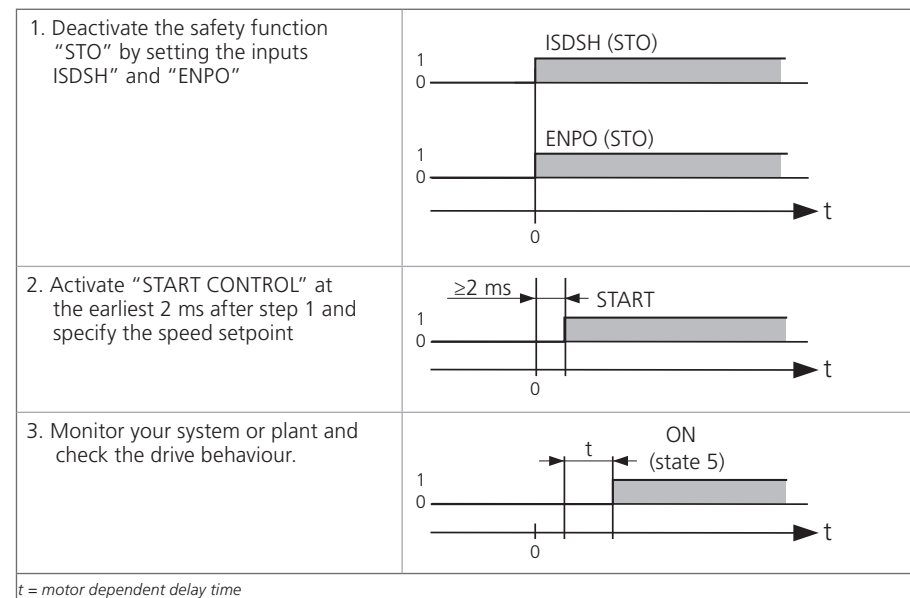 1. Deactivate the safety function
“STO” by setting the inputs
ISDSH” and “ENPO”
ISDSH (STO)
1
0
ENPO (STO)
1
0
t
0
2. Activate “START CONTROL” at
the earliest 2 ms after step 1 and
specify the speed setpoint
≥2 ms
START
1
0
t
0
3. Monitor your system or plant and
check the drive behaviour.
t
ON
(state 5)
1
0
t
0
t = motor dependent delay time